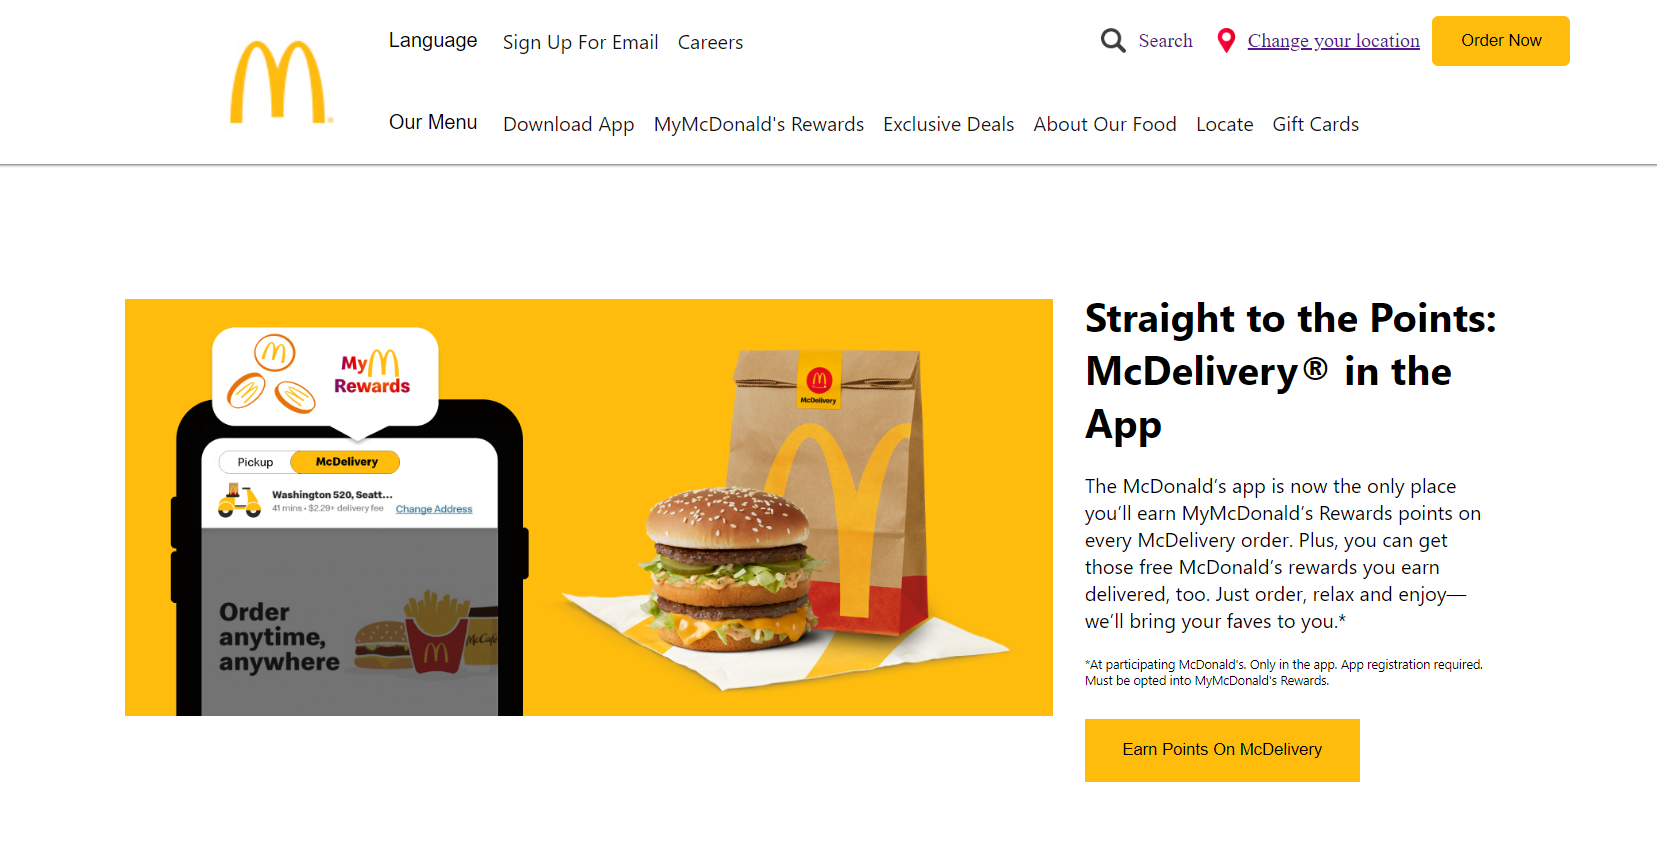 Language Sign Up For Email Careers Search Change your location Order Now
Our Menu Download App MyMcDonald's Rewards Exclusive Deals About Our Food Locate Gift Cards
My
Rewards
Pickup McDelivery
Washington 520, Seatt...
41 mins • $2.29+ delivery fee Change Address
Order
anytime,
anywhere
McCafé
McDelivery
Straight to the Points:
McDelivery® in the
App
The McDonald’s app is now the only place
you’ll earn MyMcDonald’s Rewards points on
every McDelivery order. Plus, you can get
those free McDonald’s rewards you earn
delivered, too. Just order, relax and enjoy—
we’ll bring your faves to you.*
*At participating McDonald's. Only in the app. App registration required.
Must be opted into MyMcDonald's Rewards.
Earn Points On McDelivery